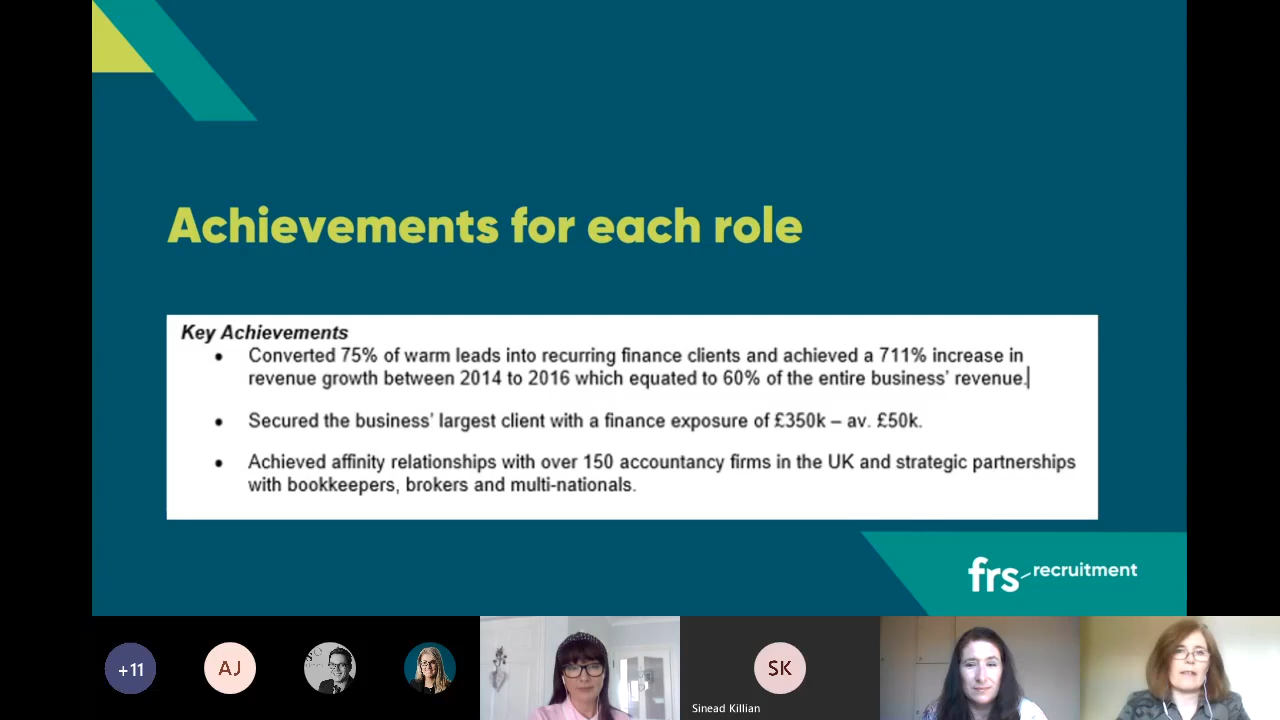 Achievements for each role
Key Achievements
• Converted 75% of warm leads into recurring finance clients and achieved a 711% increase in
revenue growth between 2014 to 2016 which equated to 60% of the entire business’ revenue.
• Secured the business’ largest client with a finance exposure of £350k – av. £50k.
• Achieved affinity relationships with over 150 accountancy firms in the UK and strategic partnerships
with bookkeepers, brokers and multi-nationals.
frs recruitment
+11
AJ
SK
Sinead Killian